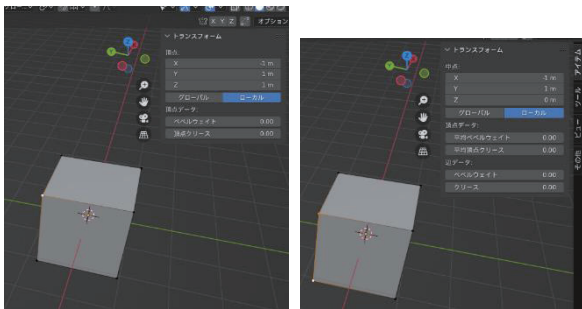 X Y Z オプション
トランスフォーム
頂点:
X -1 m
Y 1 m
Z 1 m
グローバル ローカル
頂点データ:
ベベルウェイト 0.00
頂点クリース 0.00
トランスフォーム
中点:
X -1 m
Y 1 m
Z 0 m
グローバル ローカル
頂点データ:
平均ベベルウェイト 0.00
平均頂点クリース 0.00
辺データ:
ベベルウェイト 0.00
クリース 0.00
アイテム
ツール
ビュー
その他